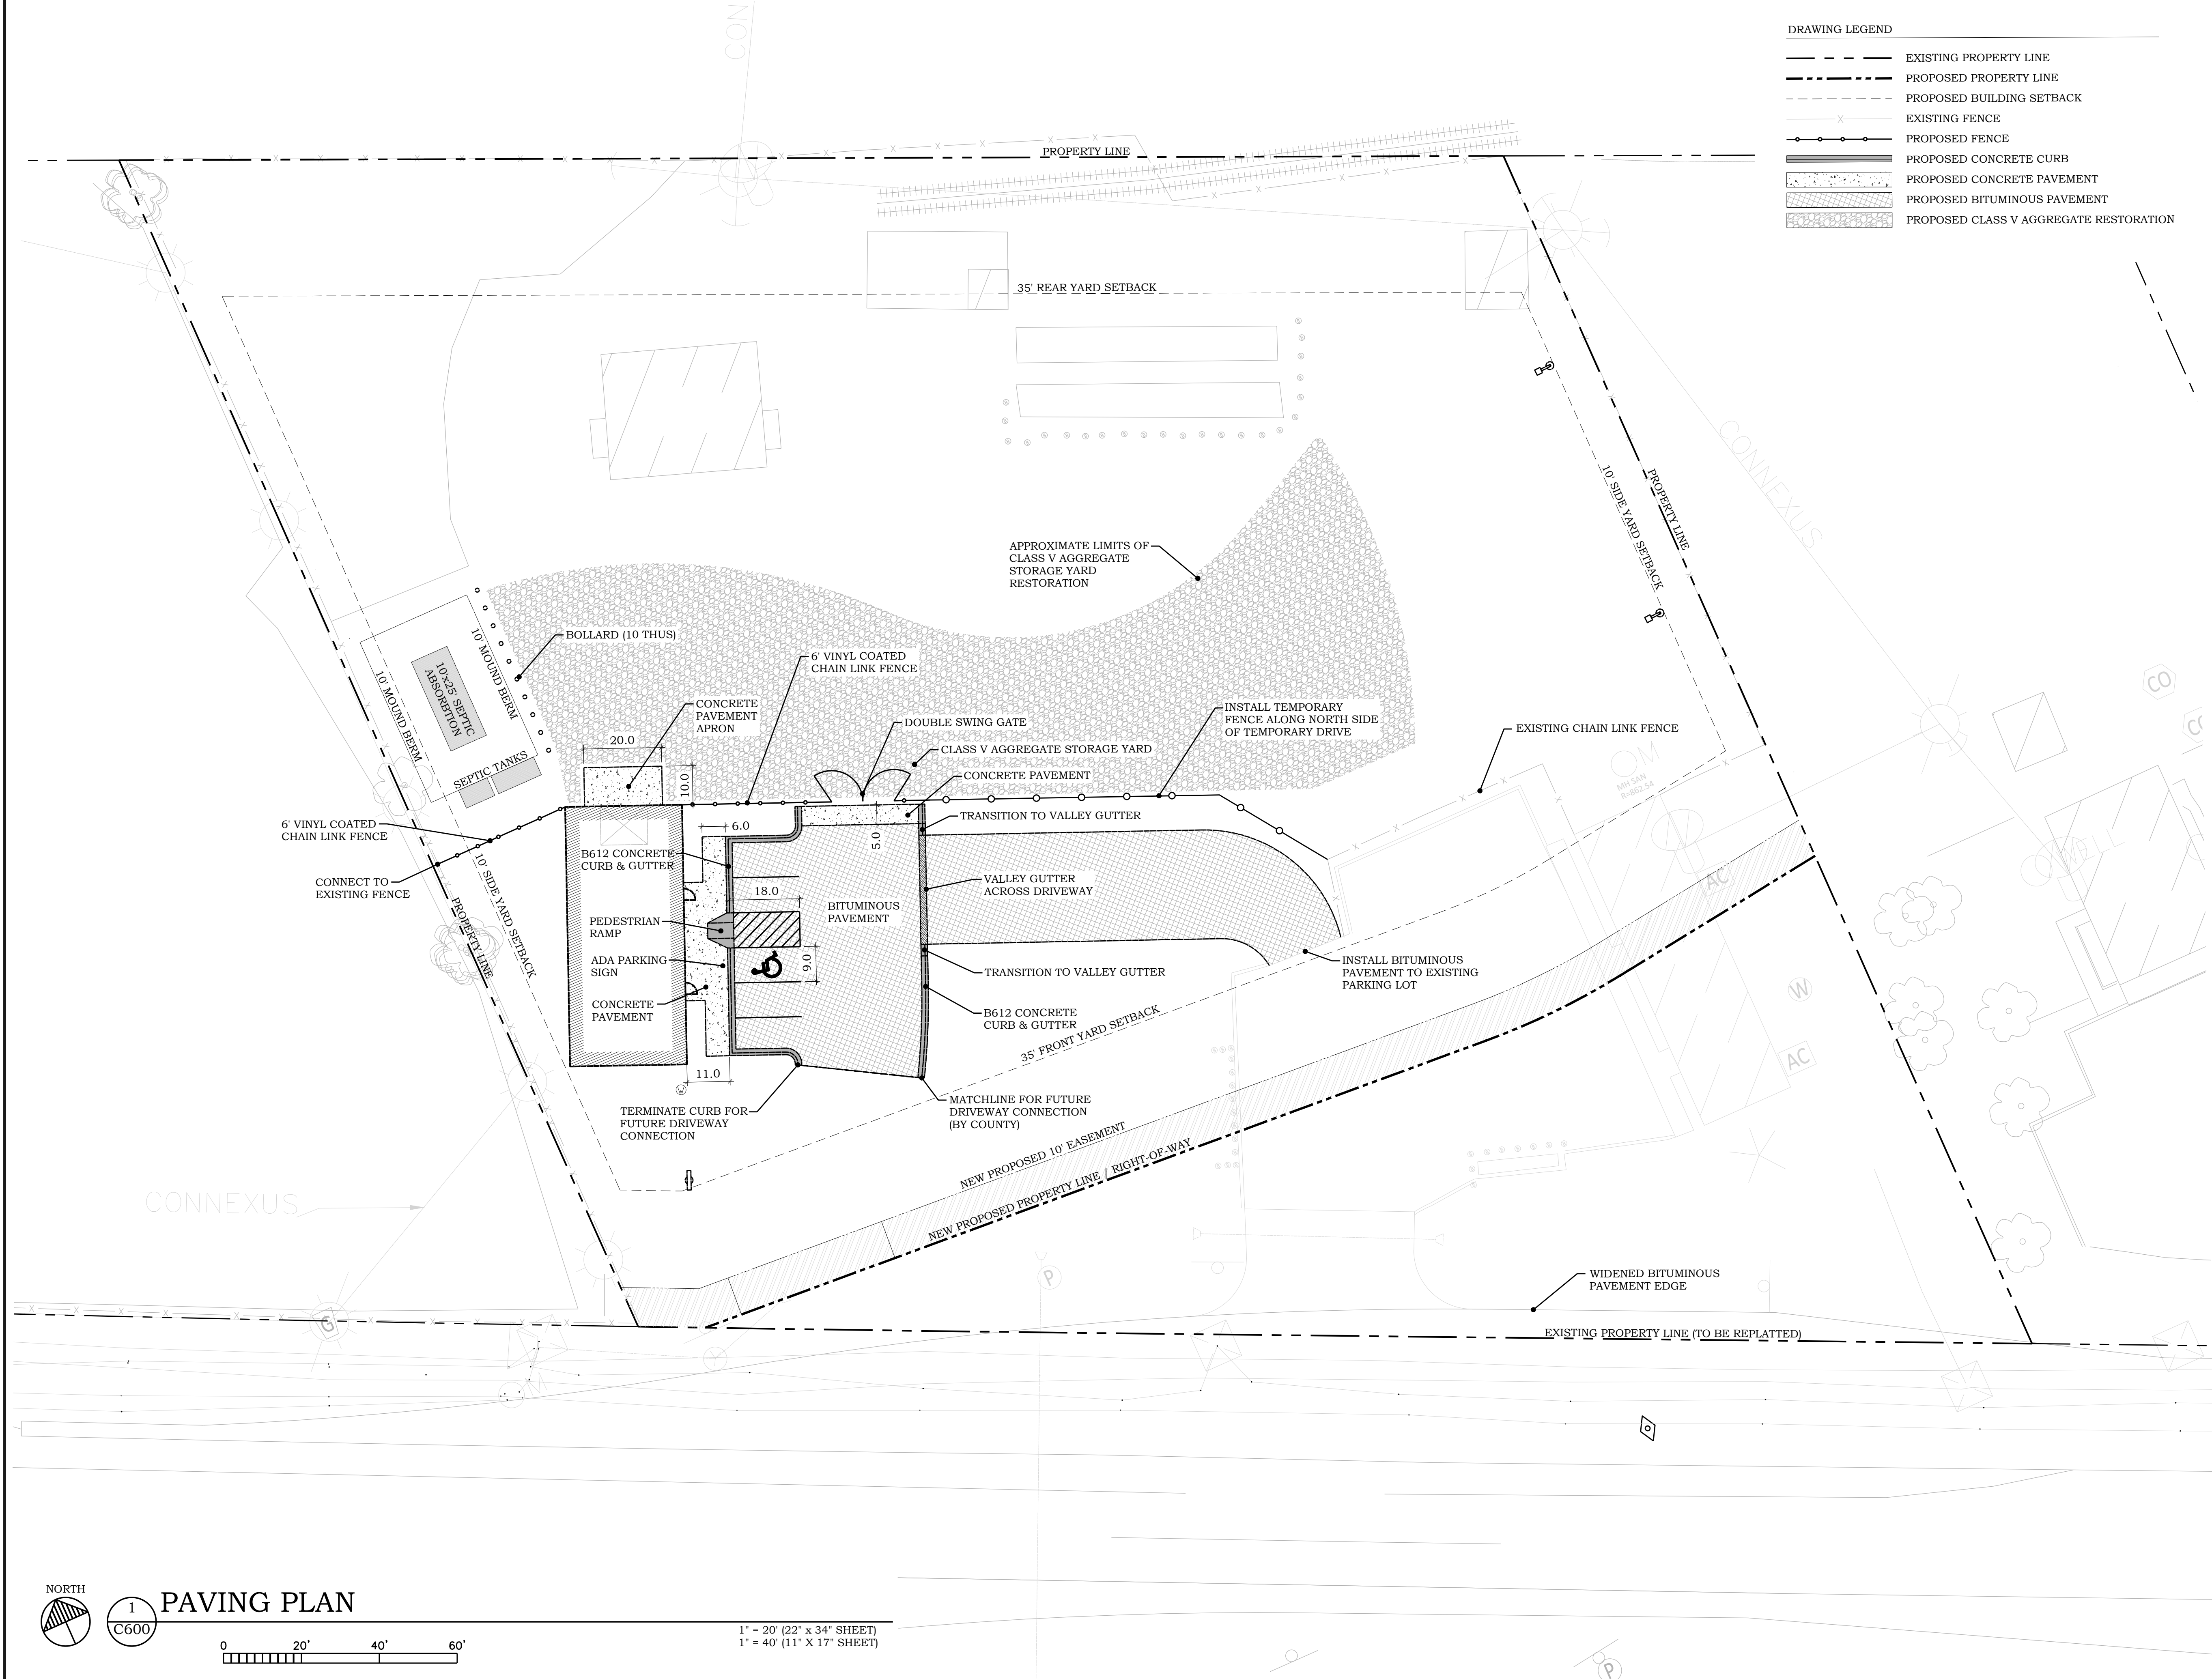 DRAWING LEGEND
EXISTING PROPERTY LINE
PROPOSED PROPERTY LINE
PROPOSED BUILDING SETBACK
EXISTING FENCE
PROPOSED FENCE
PROPOSED CONCRETE CURB
PROPOSED CONCRETE PAVEMENT
PROPOSED BITUMINOUS PAVEMENT
PROPOSED CLASS V AGGREGATE RESTORATION
CON
PROPERTY LINE
35' REAR YARD SETBACK
CONNEXUS
10' SIDE YARD SETBACK
PROPERTY LINE
APPROXIMATE LIMITS OF
CLASS V AGGREGATE
STORAGE YARD
RESTORATION
BOLLARD (10 THUS)
10' MOUND BERM
10'x25' SEPTIC
ABSORBTION
10' MOUND BERM
SEPTIC TANKS
6' VINYL COATED
CHAIN LINK FENCE
CONCRETE
PAVEMENT
APRON
20.0
10.0
DOUBLE SWING GATE
CLASS V AGGREGATE STORAGE YARD
CONCRETE PAVEMENT
INSTALL TEMPORARY
FENCE ALONG NORTH SIDE
OF TEMPORARY DRIVE
EXISTING CHAIN LINK FENCE
MH SAN
R=862.54
M
CO
CO
6' VINYL COATED
CHAIN LINK FENCE
CONNECT TO
EXISTING FENCE
10' SIDE YARD SETBACK
PROPERTY LINE
6.0
5.0
TRANSITION TO VALLEY GUTTER
B612 CONCRETE
CURB & GUTTER
18.0
BITUMINOUS
PAVEMENT
VALLEY GUTTER
ACROSS DRIVEWAY
PEDESTRIAN
RAMP
ADA PARKING
SIGN
9.0
TRANSITION TO VALLEY GUTTER
INSTALL BITUMINOUS
PAVEMENT TO EXISTING
PARKING LOT
AC
W
AC
CONCRETE
PAVEMENT
B612 CONCRETE
CURB & GUTTER
35' FRONT YARD SETBACK
11.0
W
TERMINATE CURB FOR
FUTURE DRIVEWAY
CONNECTION
MATCHLINE FOR FUTURE
DRIVEWAY CONNECTION
(BY COUNTY)
NEW PROPOSED 10' EASEMENT
NEW PROPOSED PROPERTY LINE / RIGHT-OF-WAY
CONNEXUS
G
P
WIDENED BITUMINOUS
PAVEMENT EDGE
EXISTING PROPERTY LINE (TO BE REPLATTED)
M
NORTH
1
C600
PAVING PLAN
1" = 20' (22" x 34" SHEET)
1" = 40' (11" X 17" SHEET)
0 20' 40' 60'
P